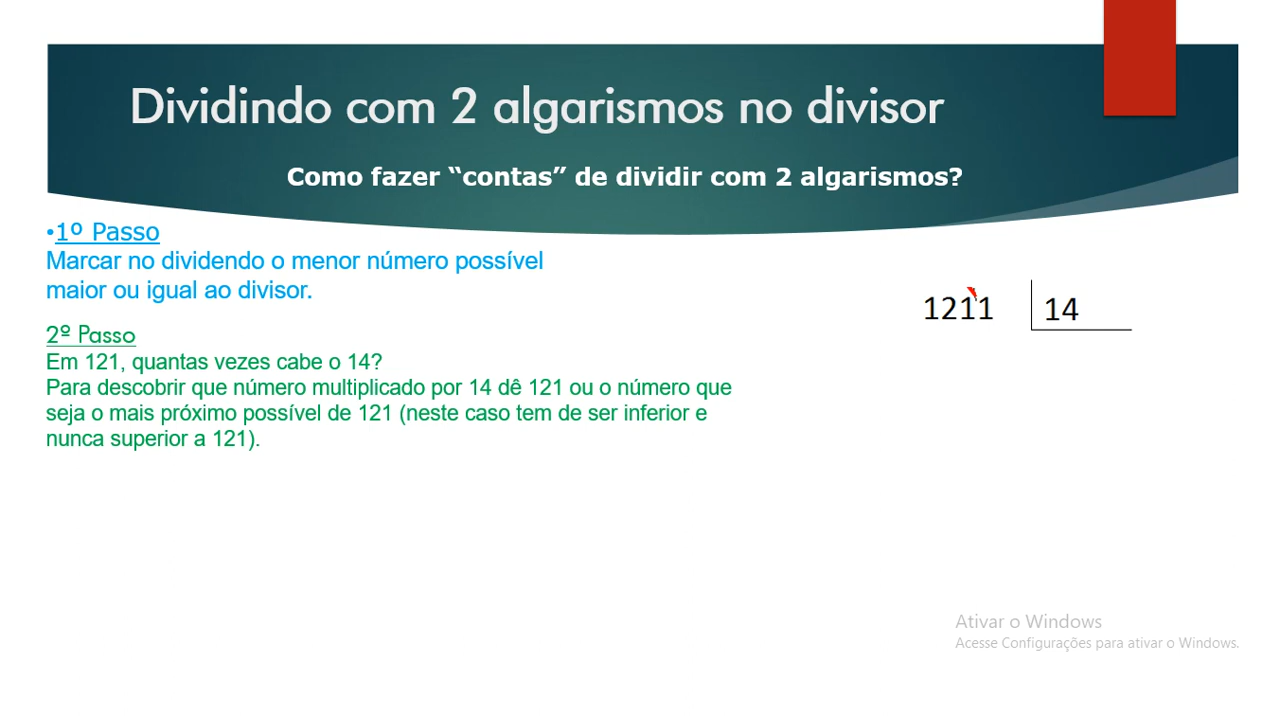 Dividindo com 2 algarismos no divisor
Como fazer “contas” de dividir com 2 algarismos?
•1º Passo
Marcar no dividendo o menor número possível
maior ou igual ao divisor.
2º Passo
Em 121, quantas vezes cabe o 14?
Para descobrir que número multiplicado por 14 dê 121 ou o número que
seja o mais próximo possível de 121 (neste caso tem de ser inferior e
nunca superior a 121).
1211 14
Ativar o Windows
Acesse Configurações para ativar o Windows.